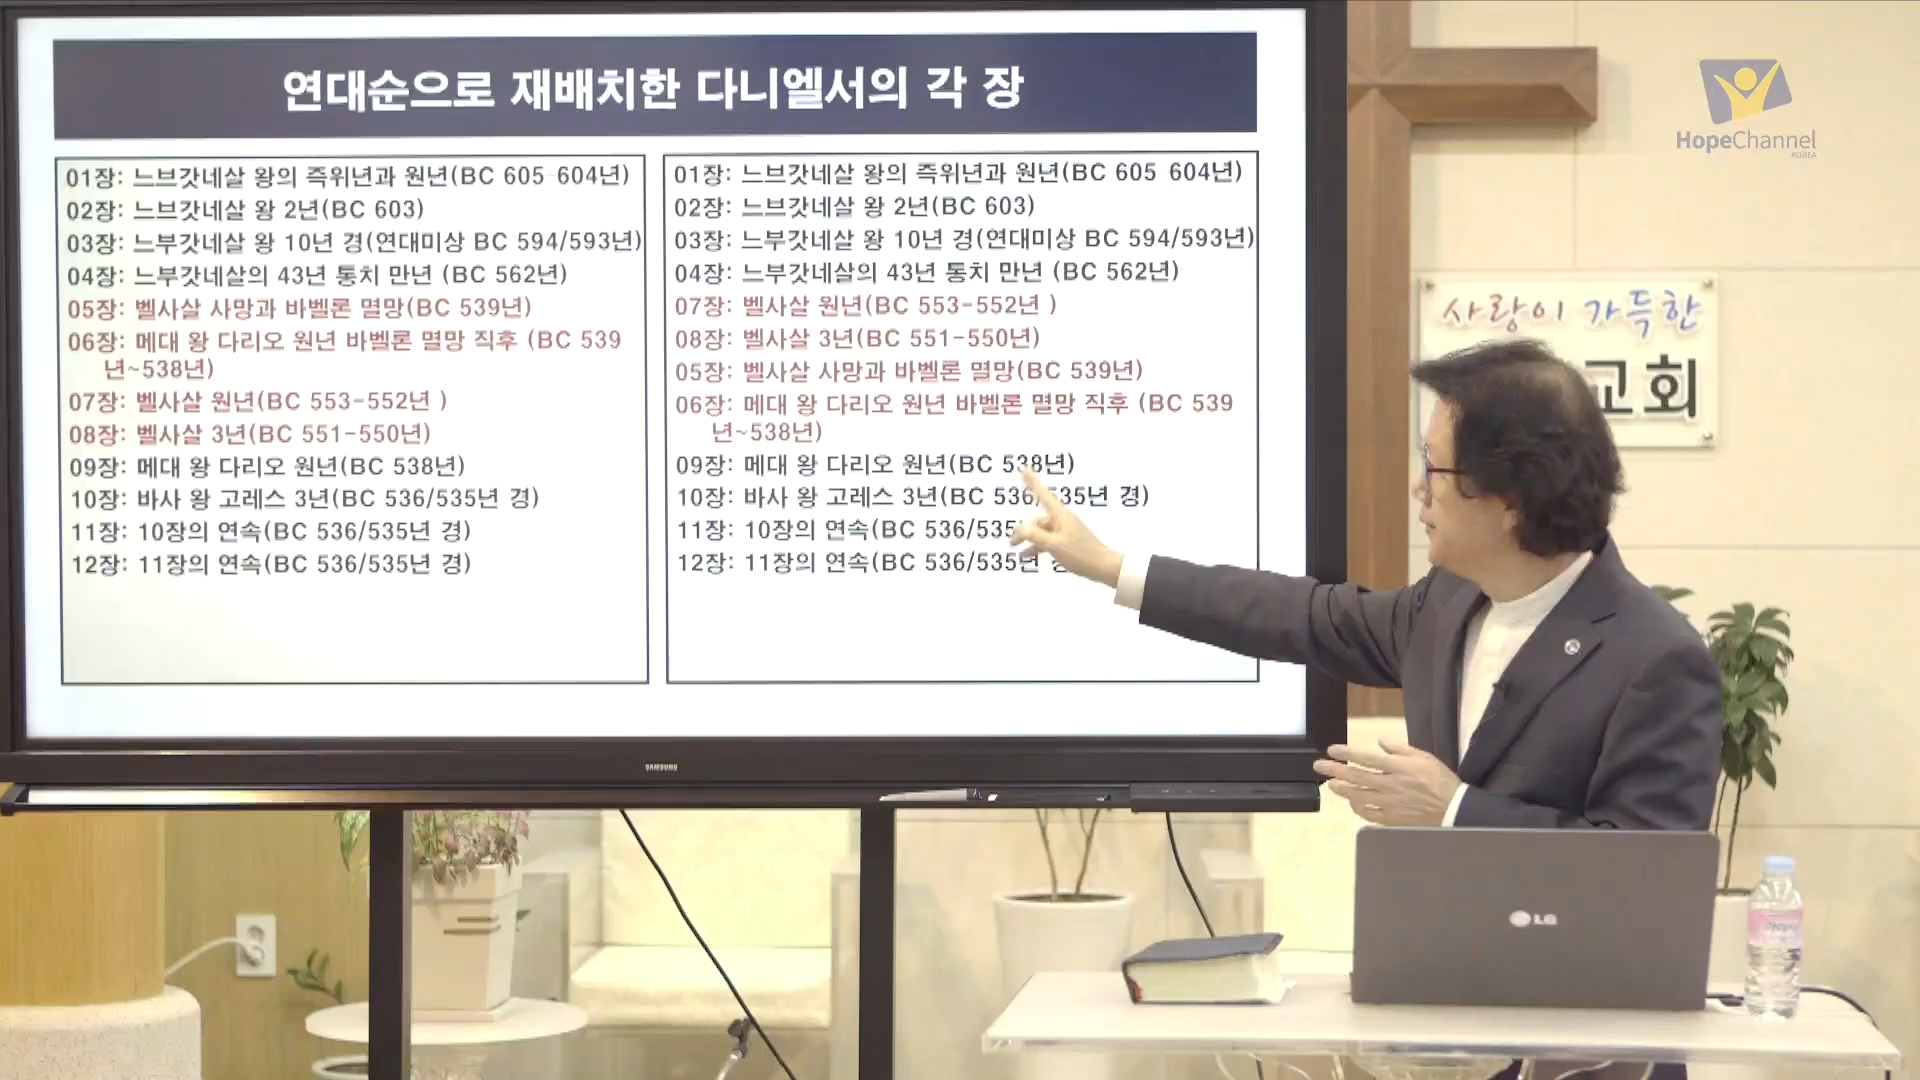 연대순으로 재배치한 다니엘서의 각 장
01장: 느브갓네살 왕의 즉위년과 원년(BC 605 604년)
02장: 느브갓네살 왕 2년(BC 603)
03장: 느부갓네살 왕 10년 경(연대미상 BC 594/593년)
04장: 느부갓네살의 43년 통치 만년 (BC 562년)
05장: 벨사살 사망과 바벨론 멸망(BC 539년)
06장: 메대 왕 다리오 원년 바벨론 멸망 직후 (BC 539
년~538년)
07장: 벨사살 원년(BC 553-552년 )
08장: 벨사살 3년(BC 551-550년)
09장: 메대 왕 다리오 원년(BC 538년)
10장: 바사 왕 고레스 3년(BC 536/535년 경)
11장: 10장의 연속(BC 536/535년 경)
12장: 11장의 연속(BC 536/535년 경)
01장: 느브갓네살 왕의 즉위년과 원년(BC 605 604년)
02장: 느브갓네살 왕 2년(BC 603)
03장: 느부갓네살 왕 10년 경(연대미상 BC 594/593년)
04장: 느부갓네살의 43년 통치 만년 (BC 562년)
07장: 벨사살 원년(BC 553-552년 )
08장: 벨사살 3년(BC 551-550년)
05장: 벨사살 사망과 바벨론 멸망(BC 539년)
06장: 메대 왕 다리오 원년 바벨론 멸망 직후 (BC 539
년~538년)
09장: 메대 왕 다리오 원년(BC 538년)
10장: 바사 왕 고레스 3년(BC 536/535년 경)
11장: 10장의 연속(BC 536/535
12장: 11장의 연속(BC 536/535년
SAMSUNG
HopeChannel
KOREA
사랑이 가득한
교회
LG